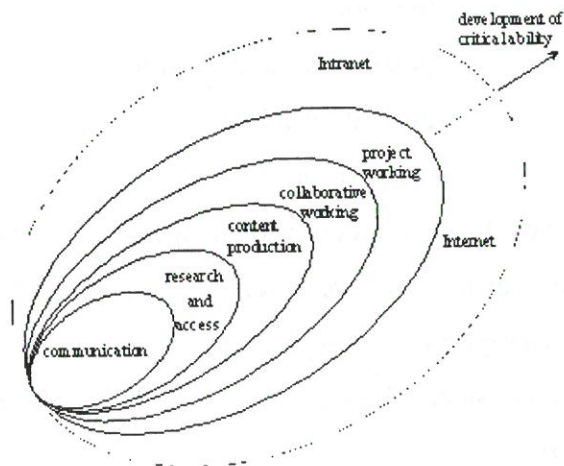 development of
critical ability
Intranet
project
working
collaborative
working
content
production
Internet
research
and
access
communication